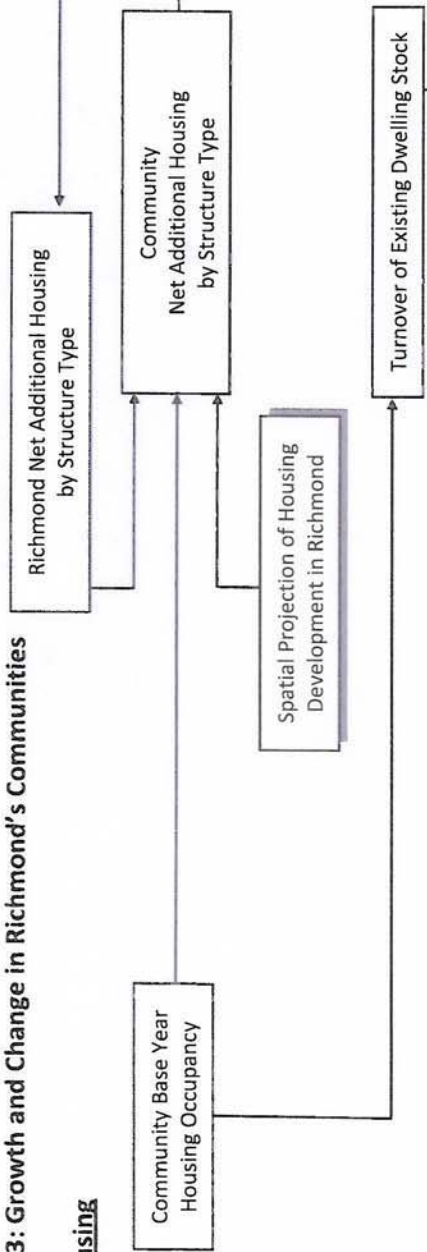 3: Growth and Change in Richmond's Communities
using
Richmond Net Additional Housing
by Structure Type
Community
Net Additional Housing
by Structure Type
Community Base Year
Housing Occupancy
Spatial Projection of Housing
Development in Richmond
Turnover of Existing Dwelling Stock